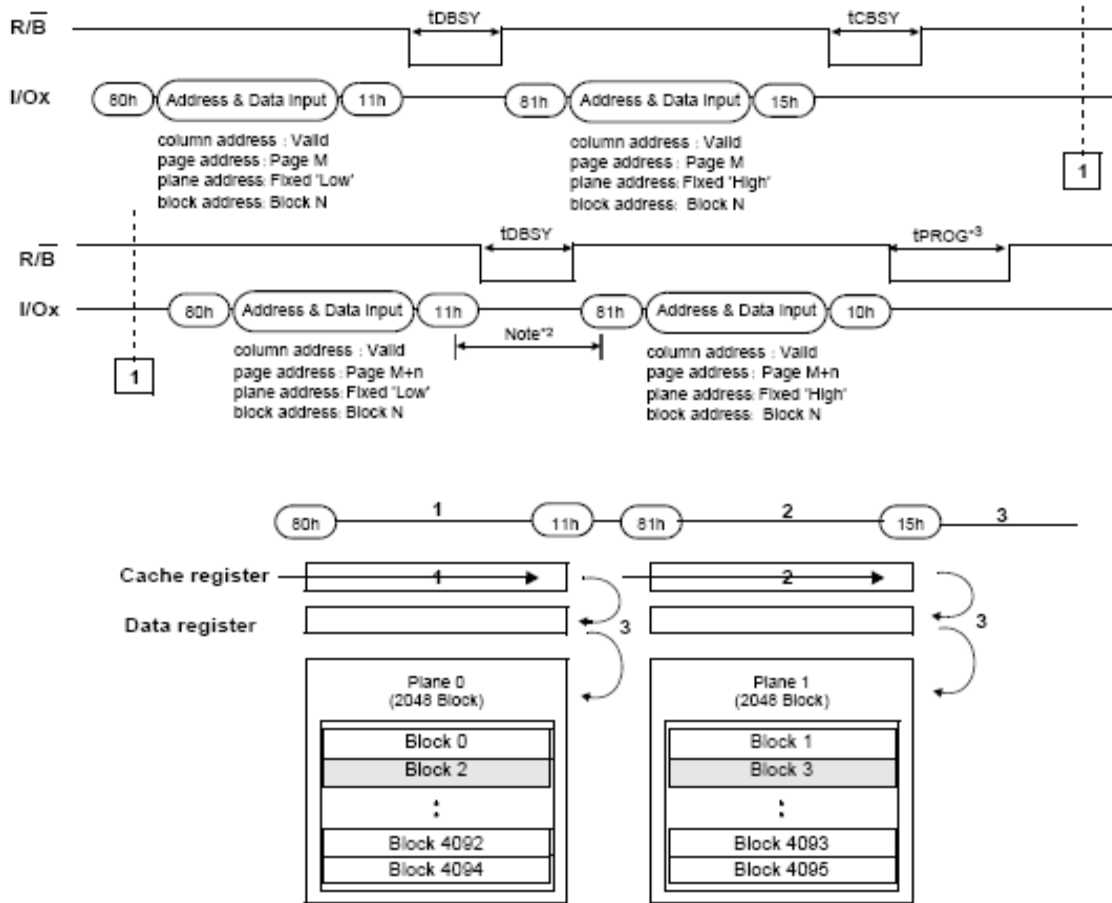 R/B tDBSY tCBSY
I/Ox 80h Address & Data Input 11h 81h Address & Data Input 15h
column address : Valid
page address : Page M
plane address: Fixed 'Low'
block address: Block N
column address : Valid
page address : Page M
plane address: Fixed 'High'
block address: Block N
1
R/B tDBSY tPROG*3
I/Ox 80h Address & Data Input 11h 81h Address & Data Input 10h
Note*2
1
column address : Valid
page address: Page M+n
plane address: Fixed 'Low'
block address: Block N
column address : Valid
page address: Page M+n
plane address: Fixed 'High'
block address: Block N
80h 1 11h 81h 2 15h 3
Cache register 1 2
Data register 3 3
Plane 0
(2048 Block)
Block 0
Block 2
Block 4092
Block 4094
Plane 1
(2048 Block)
Block 1
Block 3
Block 4093
Block 4095